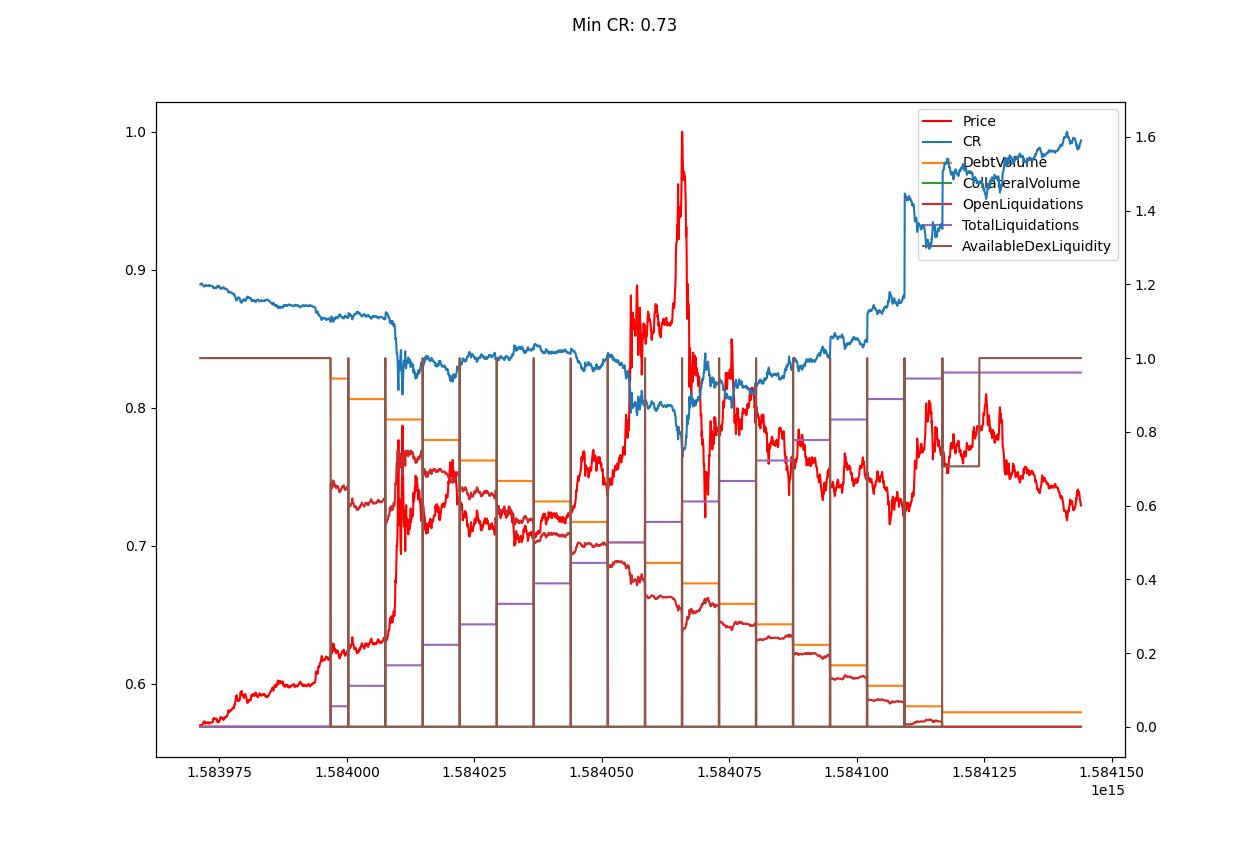 Min CR: 0.73
1.0
0.9
0.8
0.7
0.6
1.6
1.4
1.2
1.0
0.8
0.6
0.4
0.2
0.0
Price
CR
DebtVolume
CollateralVolume
OpenLiquidations
TotalLiquidations
AvailableDexLiquidity
1.583975 1.584000 1.584025 1.584050 1.584075 1.584100 1.584125 1.584150
1e15